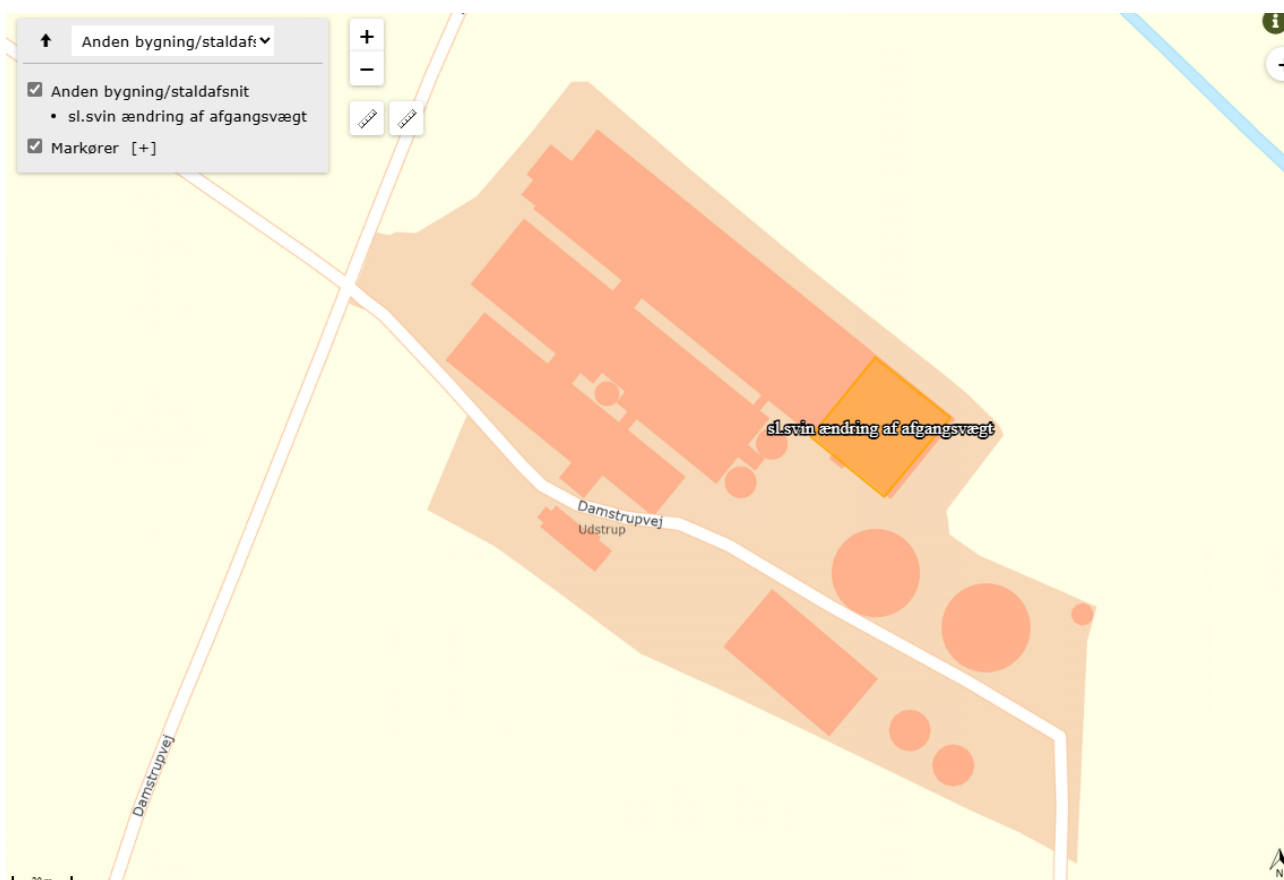 Anden bygning/staldafs
Anden bygning/staldafsnit
• sl.svin ændring af afgangsvægt
Markører [+]
+
−
i
sl.svin ændring af afgangsvægt
Damstrupvej
Udstrup
Damstrupvej
N